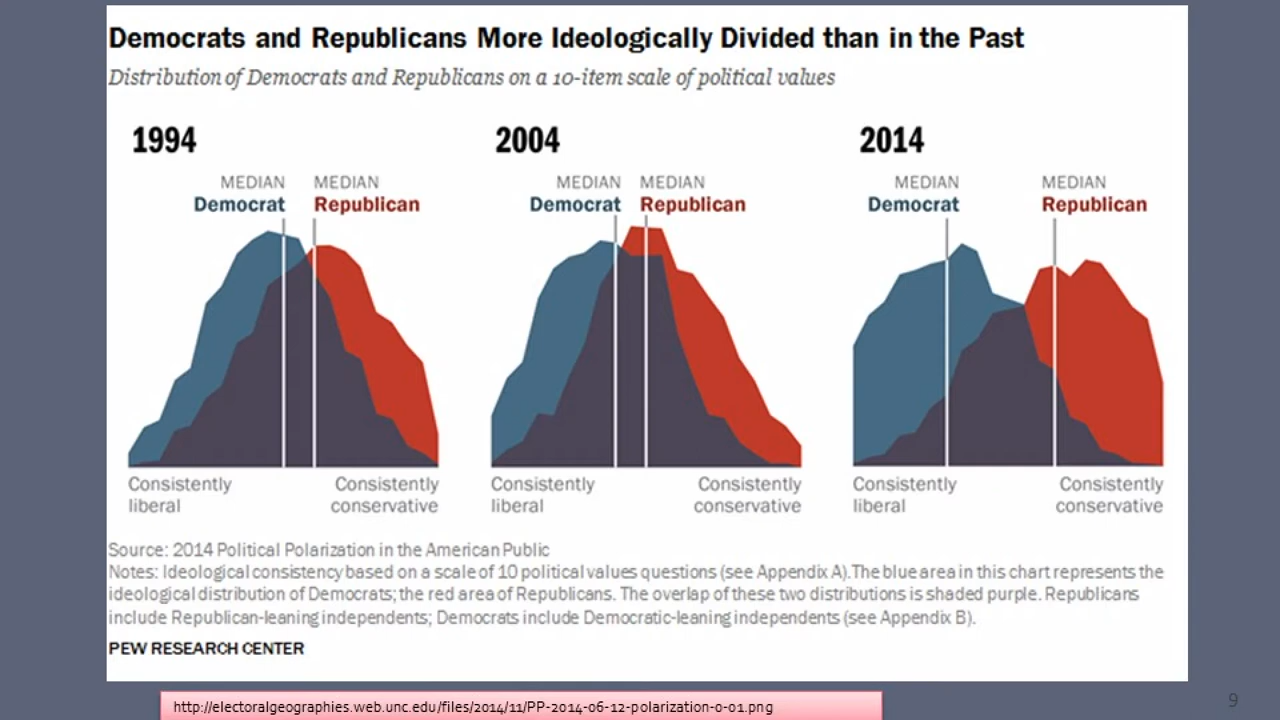 Democrats and Republicans More Ideologically Divided than in the Past
Distribution of Democrats and Republicans on a 10-item scale of political values
1994
MEDIAN
Democrat
MEDIAN
Republican
Consistently
liberal
Consistently
conservative
2004
MEDIAN
Democrat
MEDIAN
Republican
Consistently
liberal
Consistently
conservative
2014
MEDIAN
Democrat
MEDIAN
Republican
Consistently
liberal
Consistently
conservative
Source: 2014 Political Polarization in the American Public
Notes: Ideological consistency based on a scale of 10 political values questions (see Appendix A).The blue area in this chart represents the
ideological distribution of Democrats; the red area of Republicans. The overlap of these two distributions is shaded purple. Republicans
include Republican-leaning independents; Democrats include Democratic-leaning independents (see Appendix B).
PEW RESEARCH CENTER
http://electoralgeographies.web.unc.edu/files/2014/11/PP-2014-06-12-polarization-0-01.png
9